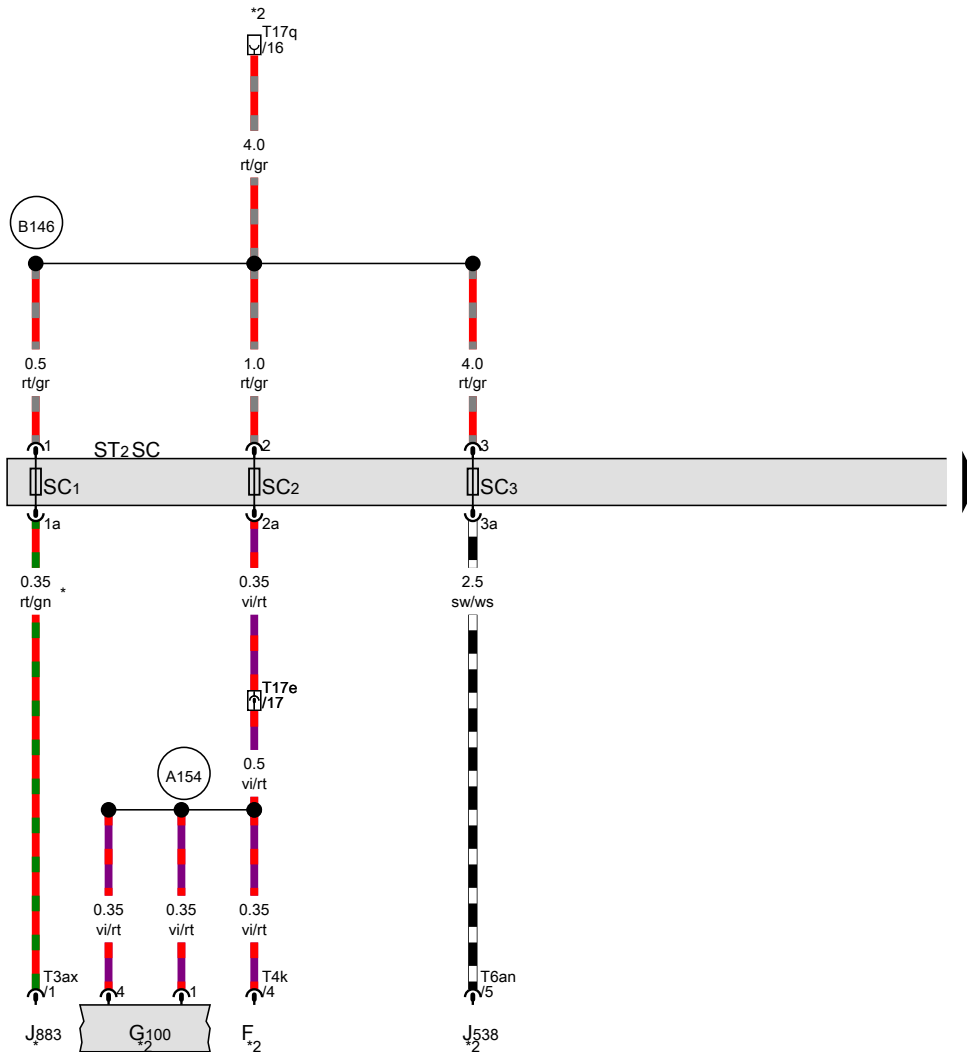 *2
T17q
/16
4.0
rt/gr
B146
0.5
rt/gr
1.0
rt/gr
4.0
rt/gr
1
ST2 SC
2
3
SC1
SC2
SC3
1a
2a
3a
0.35
rt/gn *
0.35
vi/rt
2.5
sw/ws
T17e
/17
A154
0.5
vi/rt
0.35
vi/rt
0.35
vi/rt
0.35
vi/rt
T3ax
/1
4
1
T4k
/4
T6an
/5
J883
*
G100
*2
F
*2
J538
*2